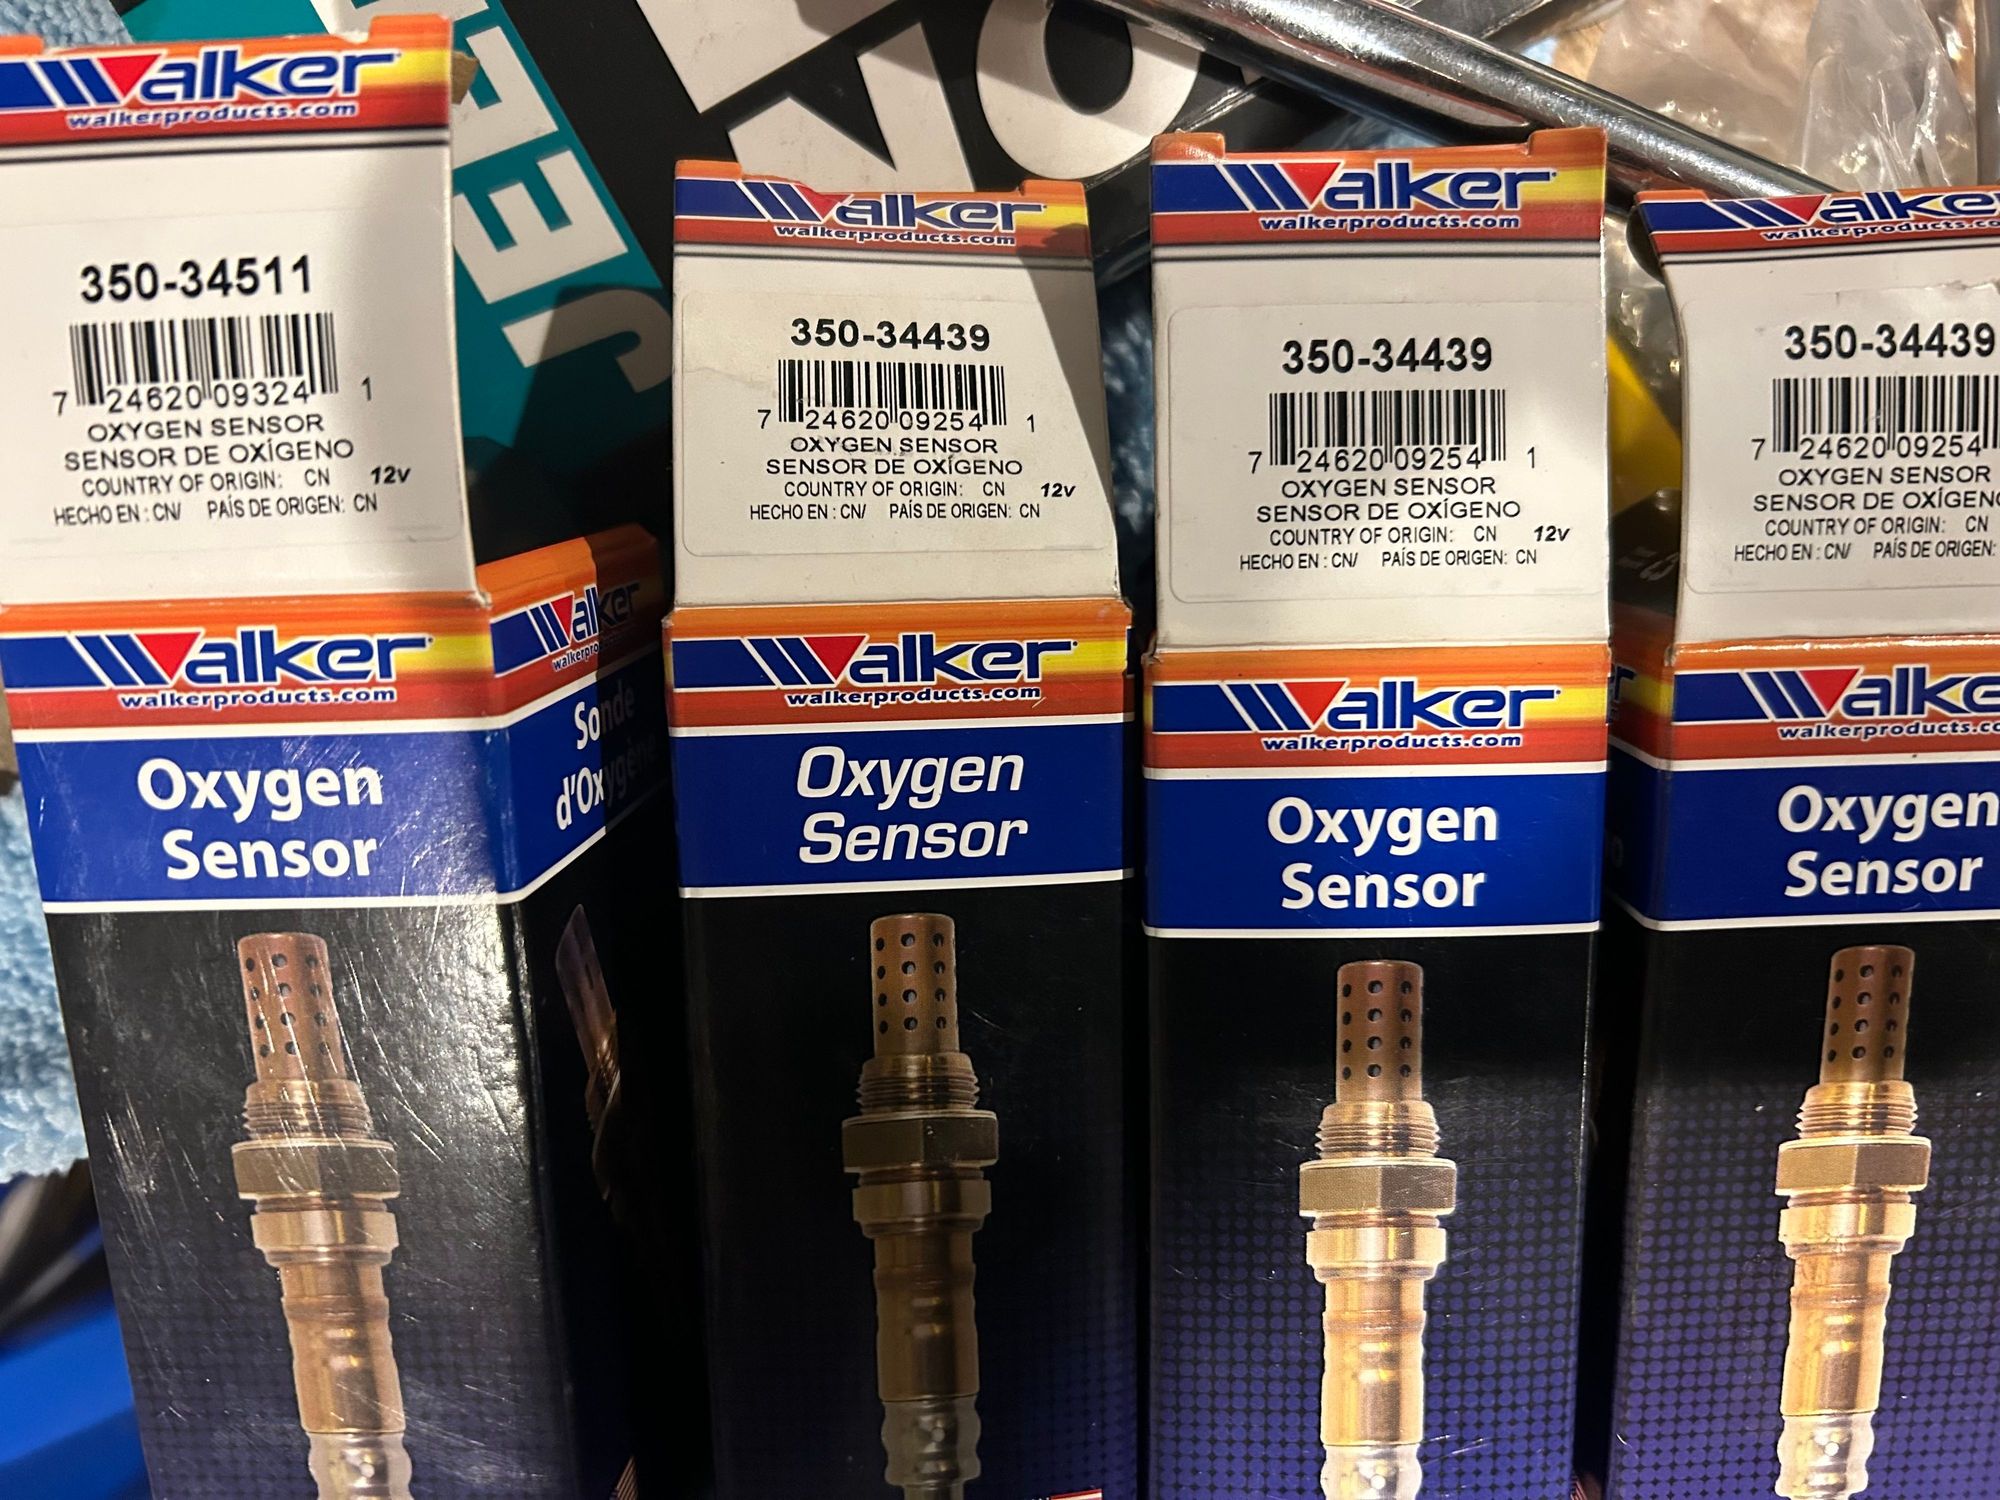 Walker
walkerproducts.com
350-34511
7 24620 09324 1
OXYGEN SENSOR
SENSOR DE OXÍGENO
COUNTRY OF ORIGIN: CN 12v
HECHO EN : CN/ PAÍS DE ORIGEN: CN
Walker
walkerproducts.com
Oxygen
Sensor
Sonde
d'Oxygène
Walker
walkerproducts.com
350-34439
7 24620 09254 1
OXYGEN SENSOR
SENSOR DE OXÍGENO
COUNTRY OF ORIGIN: CN 12v
HECHO EN : CN/ PAÍS DE ORIGEN: CN
Walker
walkerproducts.com
Oxygen
Sensor
Walker
walkerproducts.com
350-34439
7 24620 09254 1
OXYGEN SENSOR
SENSOR DE OXÍGENO
COUNTRY OF ORIGIN: CN 12v
HECHO EN : CN/ PAÍS DE ORIGEN: CN
Walker
walkerproducts.com
Oxygen
Sensor
350-34439
7 24620 09254
OXYGEN SENSOR
SENSOR DE
COUNTRY OF ORIGIN: CN
HECHO EN : CN/ PAÍS DE ORIGEN:
Oxygen
Sensor